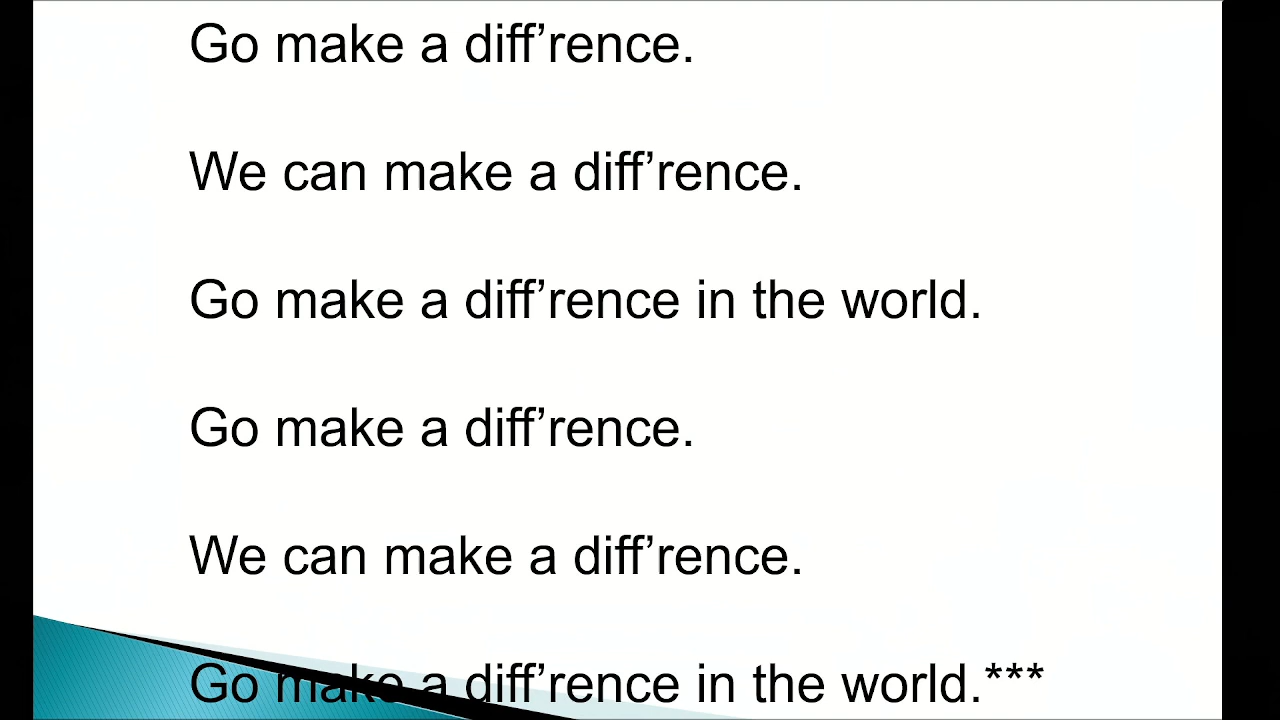 Go make a diff’rence.
We can make a diff’rence.
Go make a diff’rence in the world.
Go make a diff’rence.
We can make a diff’rence.
Go make a diff’rence in the world.***